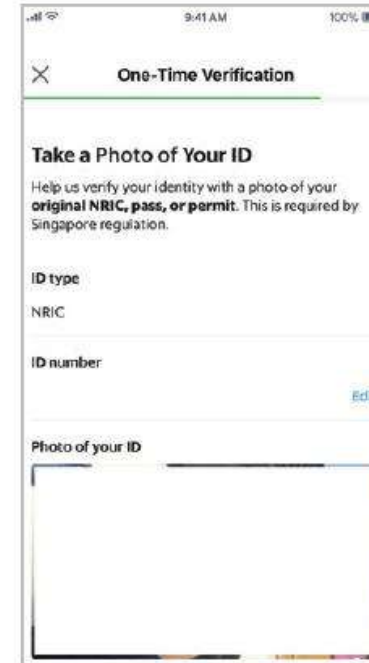 9:41 AM 100%
One-Time Verification
Take a Photo of Your ID
Help us verify your identity with a photo of your
original NRIC, pass, or permit. This is required by
Singapore regulation.
ID type
NRIC
ID number
Ed
Photo of your ID